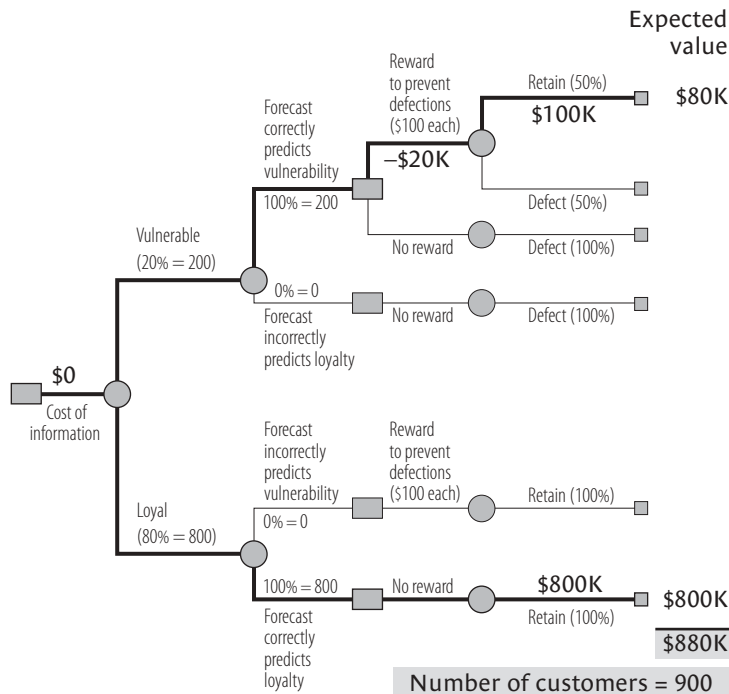 Expected
value
Reward
to prevent
defections
($100 each)
Retain (50%)
$80K
$100K
Forecast
correctly
predicts
vulnerability
–$20K
100% = 200
Defect (50%)
Vulnerable
(20% = 200)
No reward
Defect (100%)
0% = 0
Forecast
incorrectly
predicts loyalty
No reward
Defect (100%)
$0
Cost of
information
Forecast
incorrectly
predicts
vulnerability
Reward
to prevent
defections
($100 each)
Retain (100%)
Loyal
(80% = 800)
0% = 0
100% = 800
No reward
$800K
$800K
Retain (100%)
Forecast
correctly
predicts
loyalty
$880K
Number of customers = 900